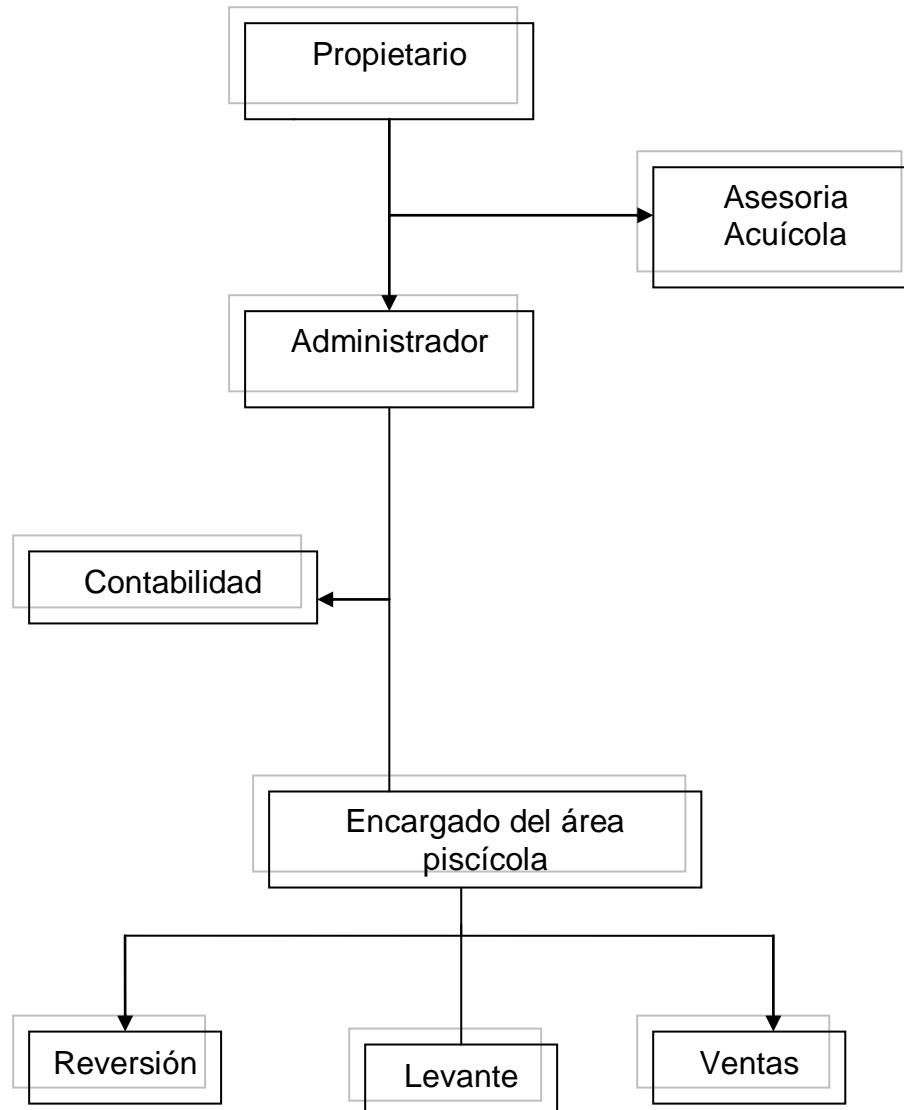 Propietario
Asesoria
Acuícola
Administrador
Contabilidad
Encargado del área
piscícola
Reversión
Levante
Ventas